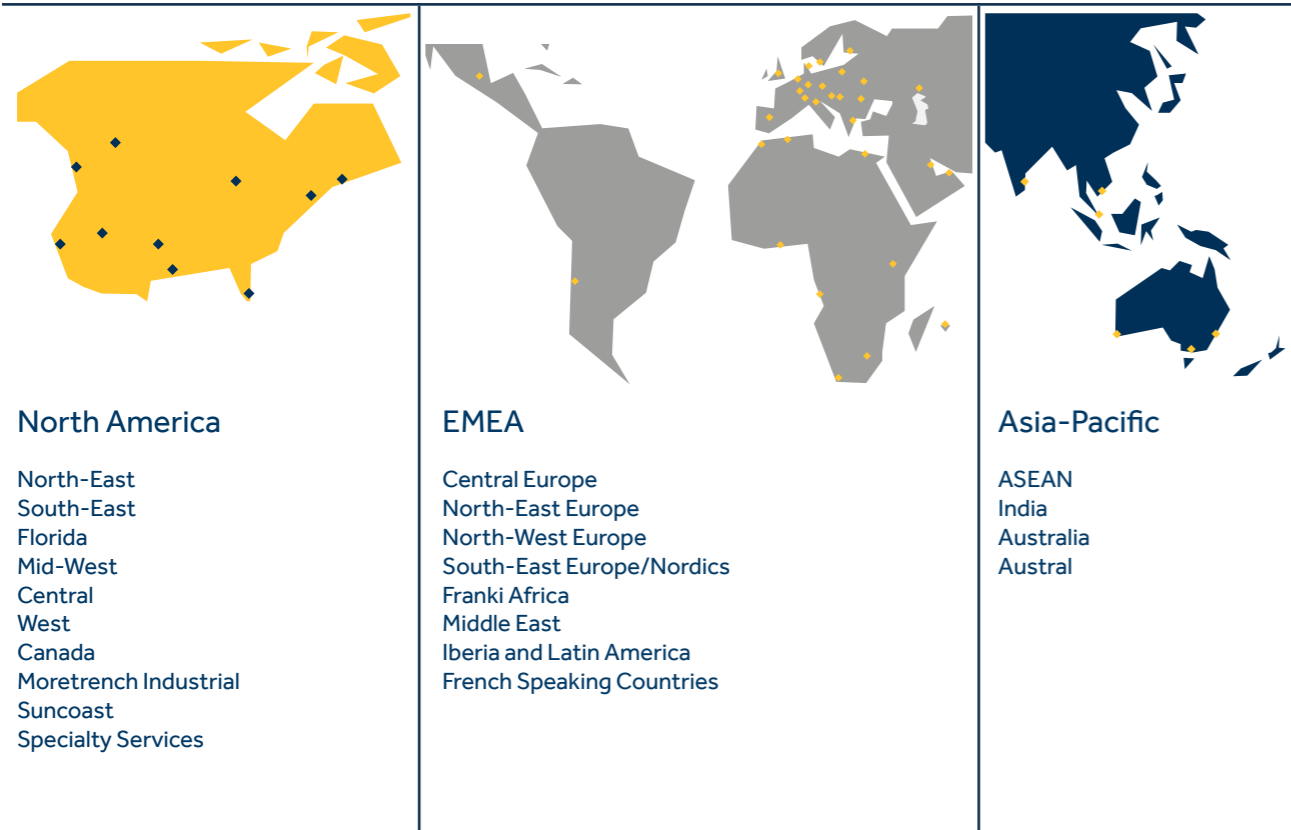 North America
North-East
South-East
Florida
Mid-West
Central
West
Canada
Moretrench Industrial
Suncoast
Specialty Services
EMEA
Central Europe
North-East Europe
North-West Europe
South-East Europe/Nordics
Franki Africa
Middle East
Iberia and Latin America
French Speaking Countries
Asia-Pacific
ASEAN
India
Australia
Austral